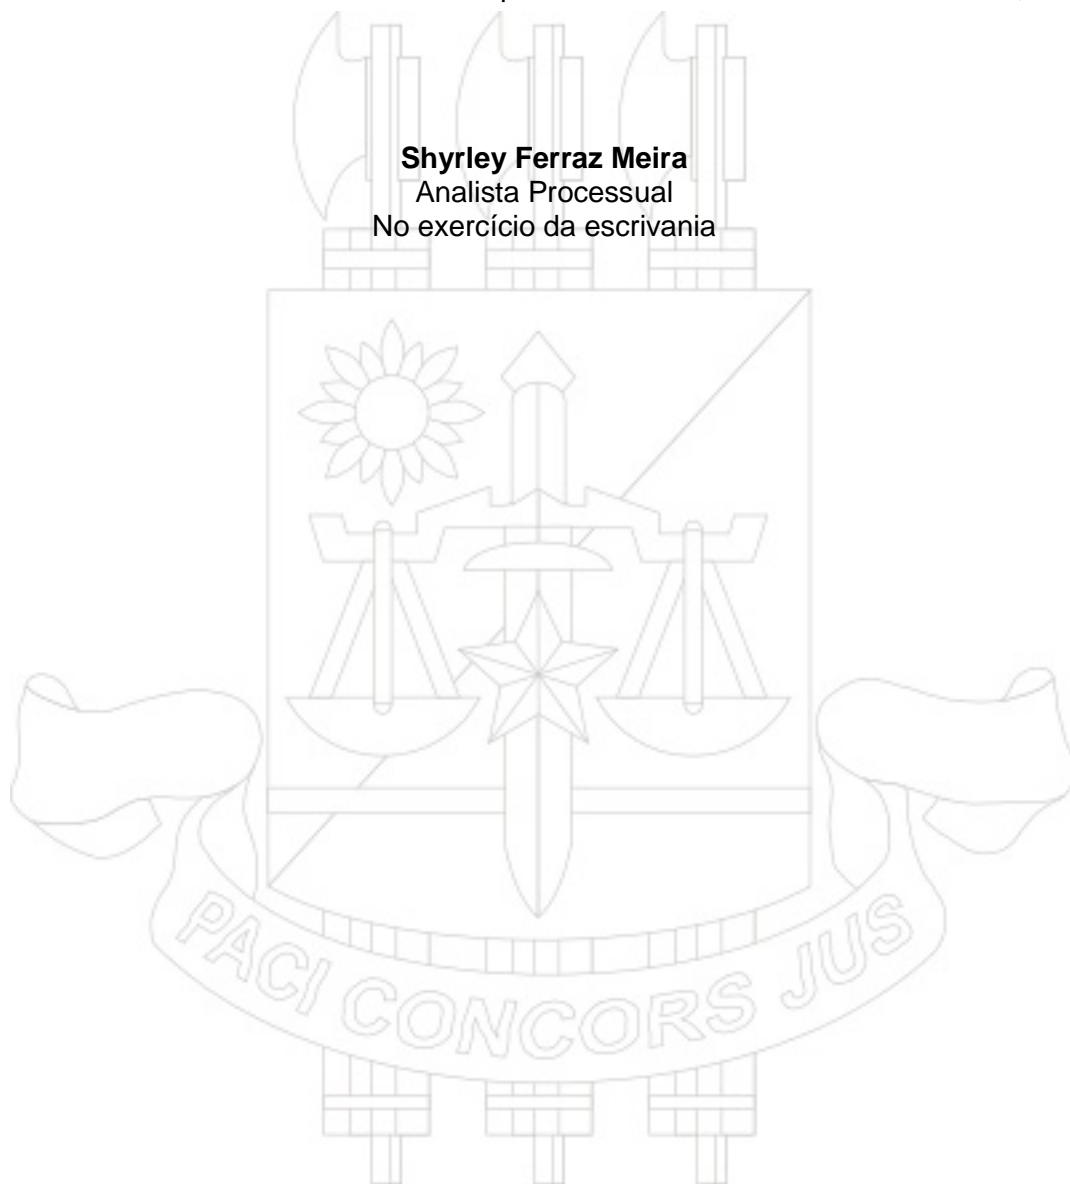 Shyrley Ferraz Meira
Analista Processual
No exercício da escrivania
PACI CONCORS JUS